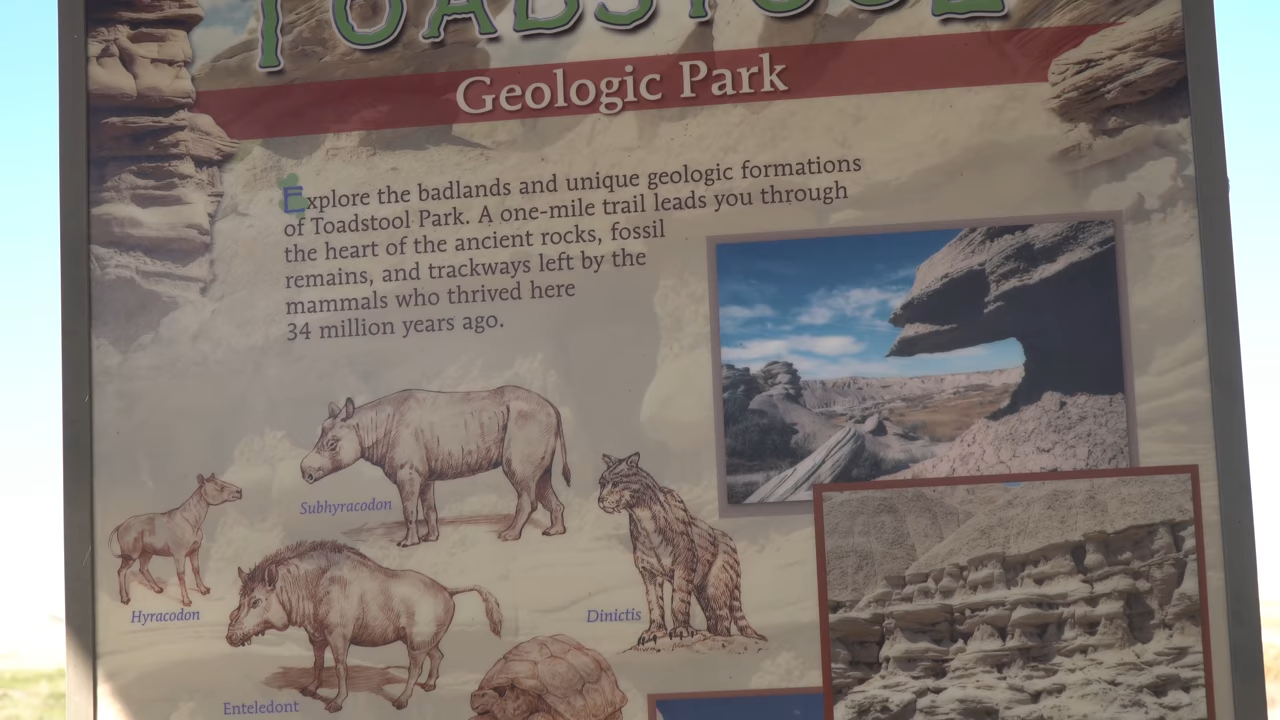 TOADSTOOL
Geologic Park
Explore the badlands and unique geologic formations
of Toadstool Park. A one-mile trail leads you through
the heart of the ancient rocks, fossil
remains, and trackways left by the
mammals who thrived here
34 million years ago.
Subhyracodon
Hyracodon
Dinictis
Enteledont